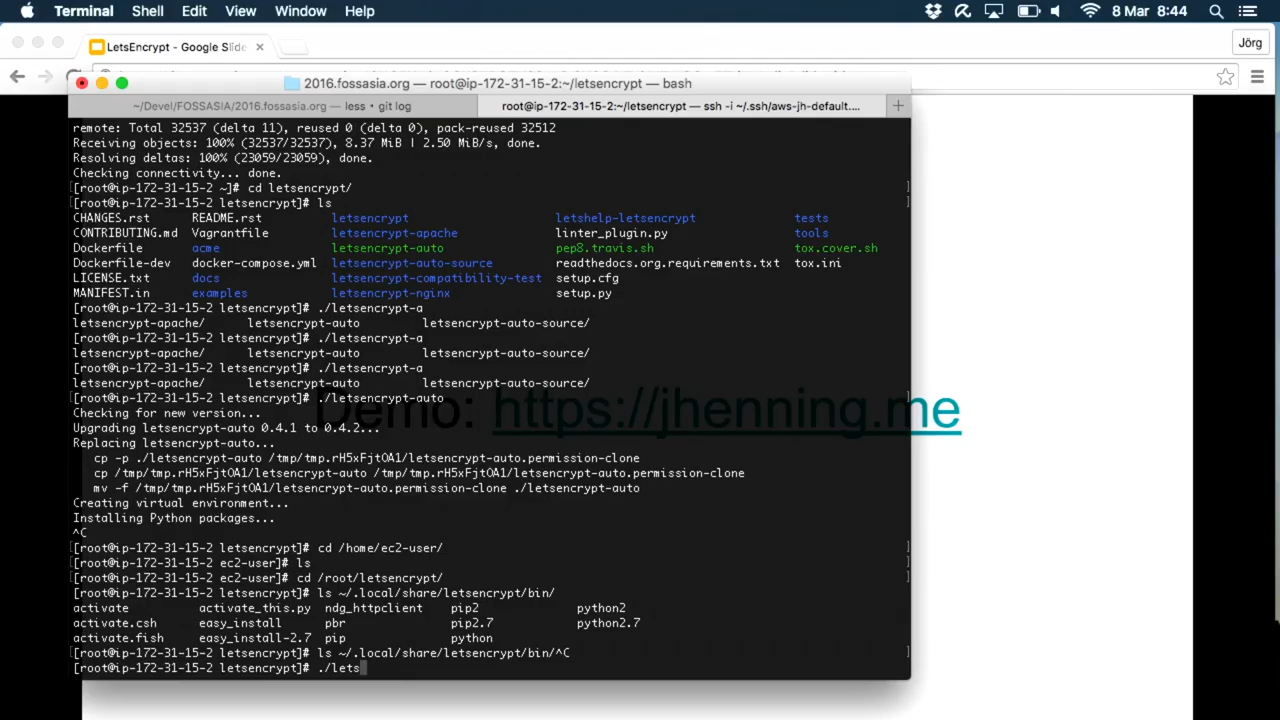 Terminal Shell Edit View Window Help 8 Mar 8:44
LetsEncrypt - Google Slide × Jörg
2016.fossasia.org — root@ip-172-31-15-2:~/letsencrypt — bash
~/Devel/FOSSASIA/2016.fossasia.org — less • git log root@ip-172-31-15-2:~/letsencrypt — ssh -i ~/.ssh/aws-jh-default.... +
remote: Total 32537 (delta 11), reused 0 (delta 0), pack-reused 32512
Receiving objects: 100% (32537/32537), 8.37 MiB | 2.50 MiB/s, done.
Resolving deltas: 100% (23059/23059), done.
Checking connectivity... done.
[root@ip-172-31-15-2 ~]# cd letsencrypt/
[root@ip-172-31-15-2 letsencrypt]# ls
CHANGES.rst README.rst letsencrypt letshelp-letsencrypt tests
CONTRIBUTING.md Vagrantfile letsencrypt-apache linter_plugin.py tools
Dockerfile acme letsencrypt-auto pep8.travis.sh tox.cover.sh
Dockerfile-dev docker-compose.yml letsencrypt-auto-source readthedocs.org.requirements.txt tox.ini
LICENSE.txt docs letsencrypt-compatibility-test setup.cfg
MANIFEST.in examples letsencrypt-nginx setup.py
[root@ip-172-31-15-2 letsencrypt]# ./letsencrypt-a
letsencrypt-apache/ letsencrypt-auto letsencrypt-auto-source/
[root@ip-172-31-15-2 letsencrypt]# ./letsencrypt-a
letsencrypt-apache/ letsencrypt-auto letsencrypt-auto-source/
[root@ip-172-31-15-2 letsencrypt]# ./letsencrypt-a
letsencrypt-apache/ letsencrypt-auto letsencrypt-auto-source/
[root@ip-172-31-15-2 letsencrypt]# ./letsencrypt-auto
Demo: https://jhenning.me
Checking for new version...
Upgrading letsencrypt-auto 0.4.1 to 0.4.2...
Replacing letsencrypt-auto...
cp -p ./letsencrypt-auto /tmp/tmp.rH5xFjtOA1/letsencrypt-auto.permission-clone
cp /tmp/tmp.rH5xFjtOA1/letsencrypt-auto /tmp/tmp.rH5xFjtOA1/letsencrypt-auto.permission-clone
mv -f /tmp/tmp.rH5xFjtOA1/letsencrypt-auto.permission-clone ./letsencrypt-auto
Creating virtual environment...
Installing Python packages...
^C
[root@ip-172-31-15-2 letsencrypt]# cd /home/ec2-user/
[root@ip-172-31-15-2 ec2-user]# ls
[root@ip-172-31-15-2 ec2-user]# cd /root/letsencrypt/
[root@ip-172-31-15-2 letsencrypt]# ls ~/.local/share/letsencrypt/bin/
activate activate_this.py ndg_httpclient pip2 python2
activate.csh easy_install pbr pip2.7 python2.7
activate.fish easy_install-2.7 pip python
[root@ip-172-31-15-2 letsencrypt]# ls ~/.local/share/letsencrypt/bin/^C
[root@ip-172-31-15-2 letsencrypt]# ./lets